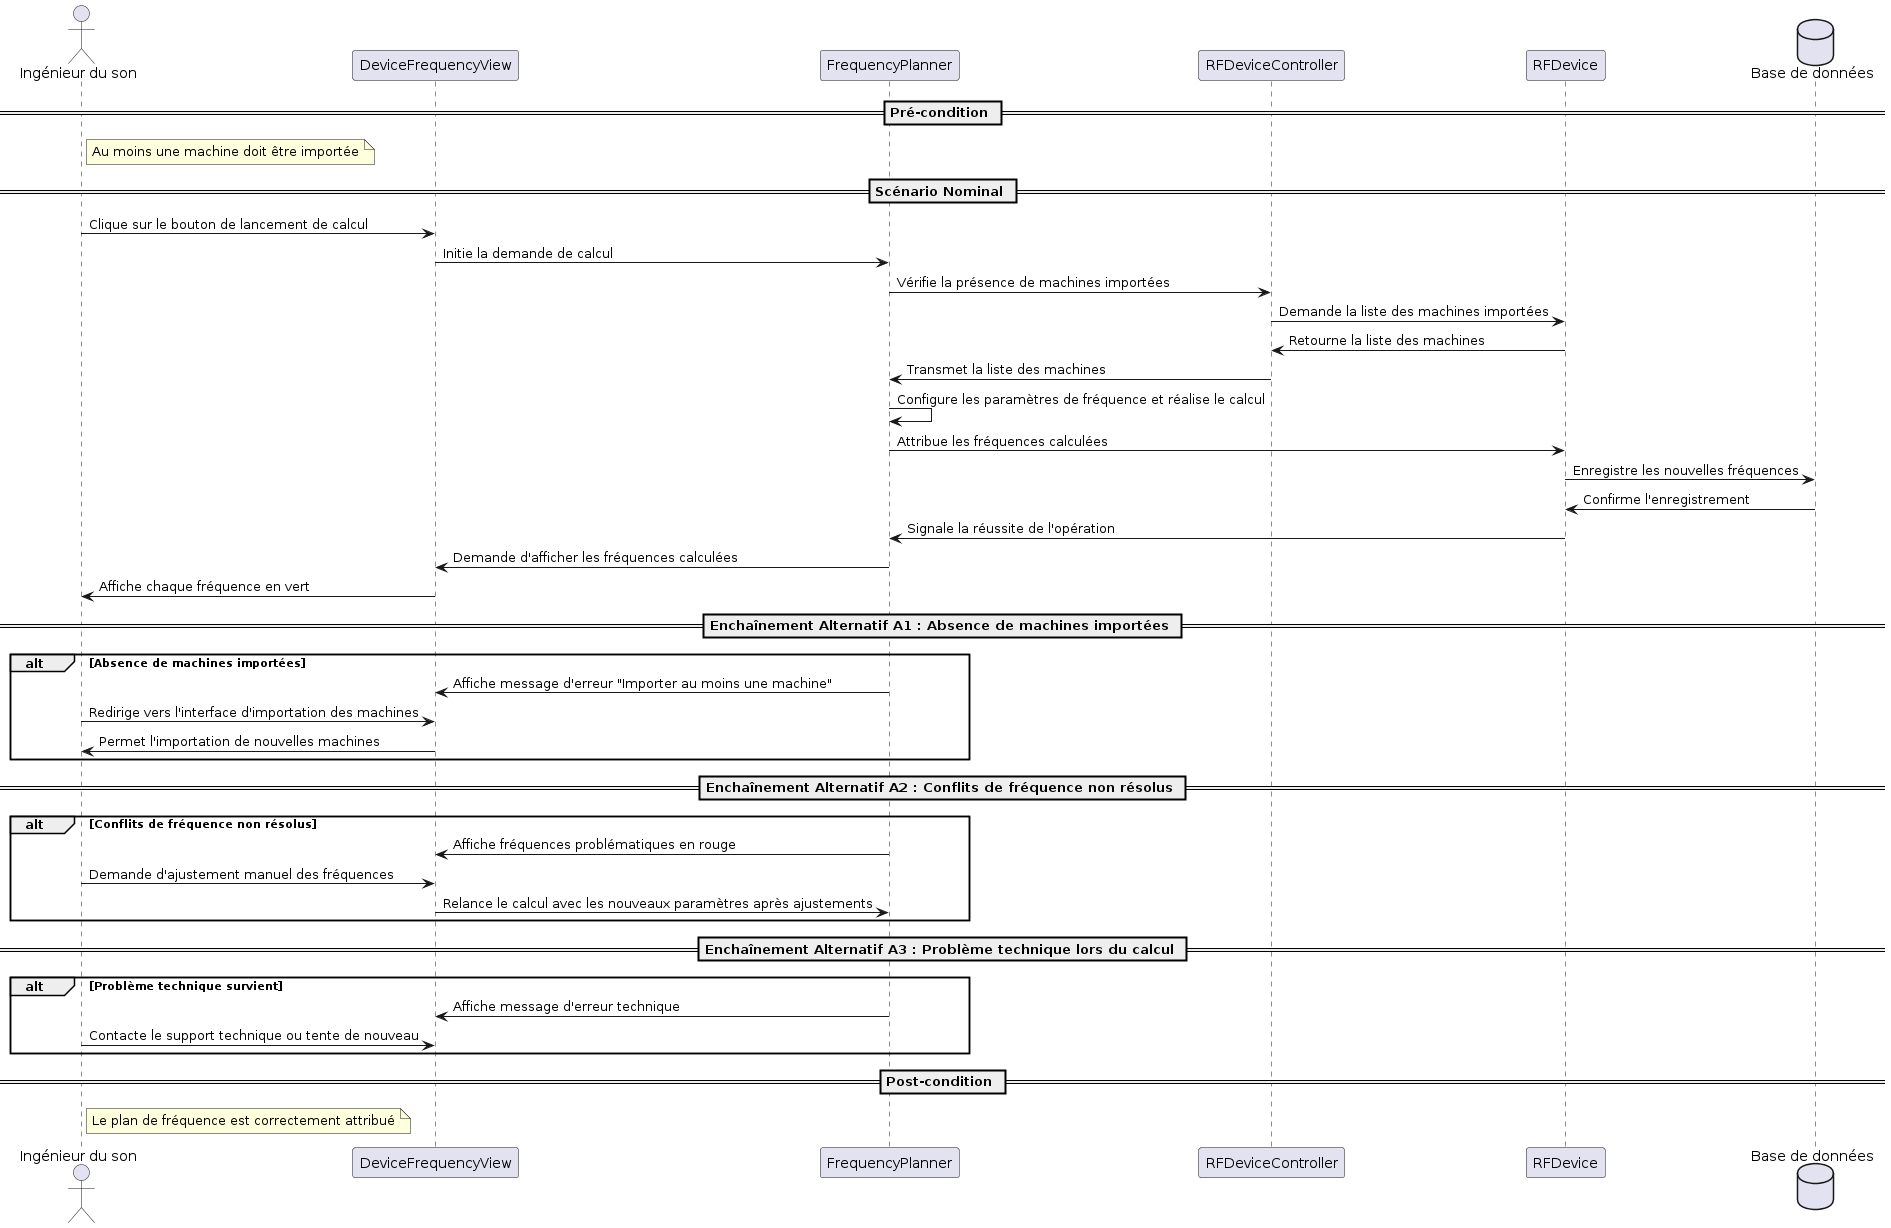 Ingénieur du son
DeviceFrequencyView
FrequencyPlanner
RFDeviceController
RFDevice
Base de données
Pré-condition
Au moins une machine doit être importée
Scénario Nominal
Clique sur le bouton de lancement de calcul
Initie la demande de calcul
Vérifie la présence de machines importées
Demande la liste des machines importées
Retourne la liste des machines
Transmet la liste des machines
Configure les paramètres de fréquence et réalise le calcul
Attribue les fréquences calculées
Enregistre les nouvelles fréquences
Confirme l'enregistrement
Signale la réussite de l'opération
Demande d'afficher les fréquences calculées
Affiche chaque fréquence en vert
Enchaînement Alternatif A1 : Absence de machines importées
alt [Absence de machines importées]
Affiche message d'erreur "Importer au moins une machine"
Redirige vers l'interface d'importation des machines
Permet l'importation de nouvelles machines
Enchaînement Alternatif A2 : Conflits de fréquence non résolus
alt [Conflits de fréquence non résolus]
Affiche fréquences problématiques en rouge
Demande d'ajustement manuel des fréquences
Relance le calcul avec les nouveaux paramètres après ajustements
Enchaînement Alternatif A3 : Problème technique lors du calcul
alt [Problème technique survient]
Affiche message d'erreur technique
Contacte le support technique ou tente de nouveau
Post-condition
Le plan de fréquence est correctement attribué
Ingénieur du son
DeviceFrequencyView
FrequencyPlanner
RFDeviceController
RFDevice
Base de données